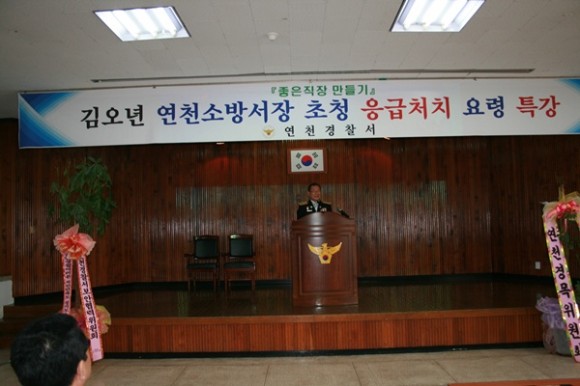 『좋은직장 만들기』
김오년 연천소방서장 초청 응급처치 요령 특강
연천경찰서
연천경목위원